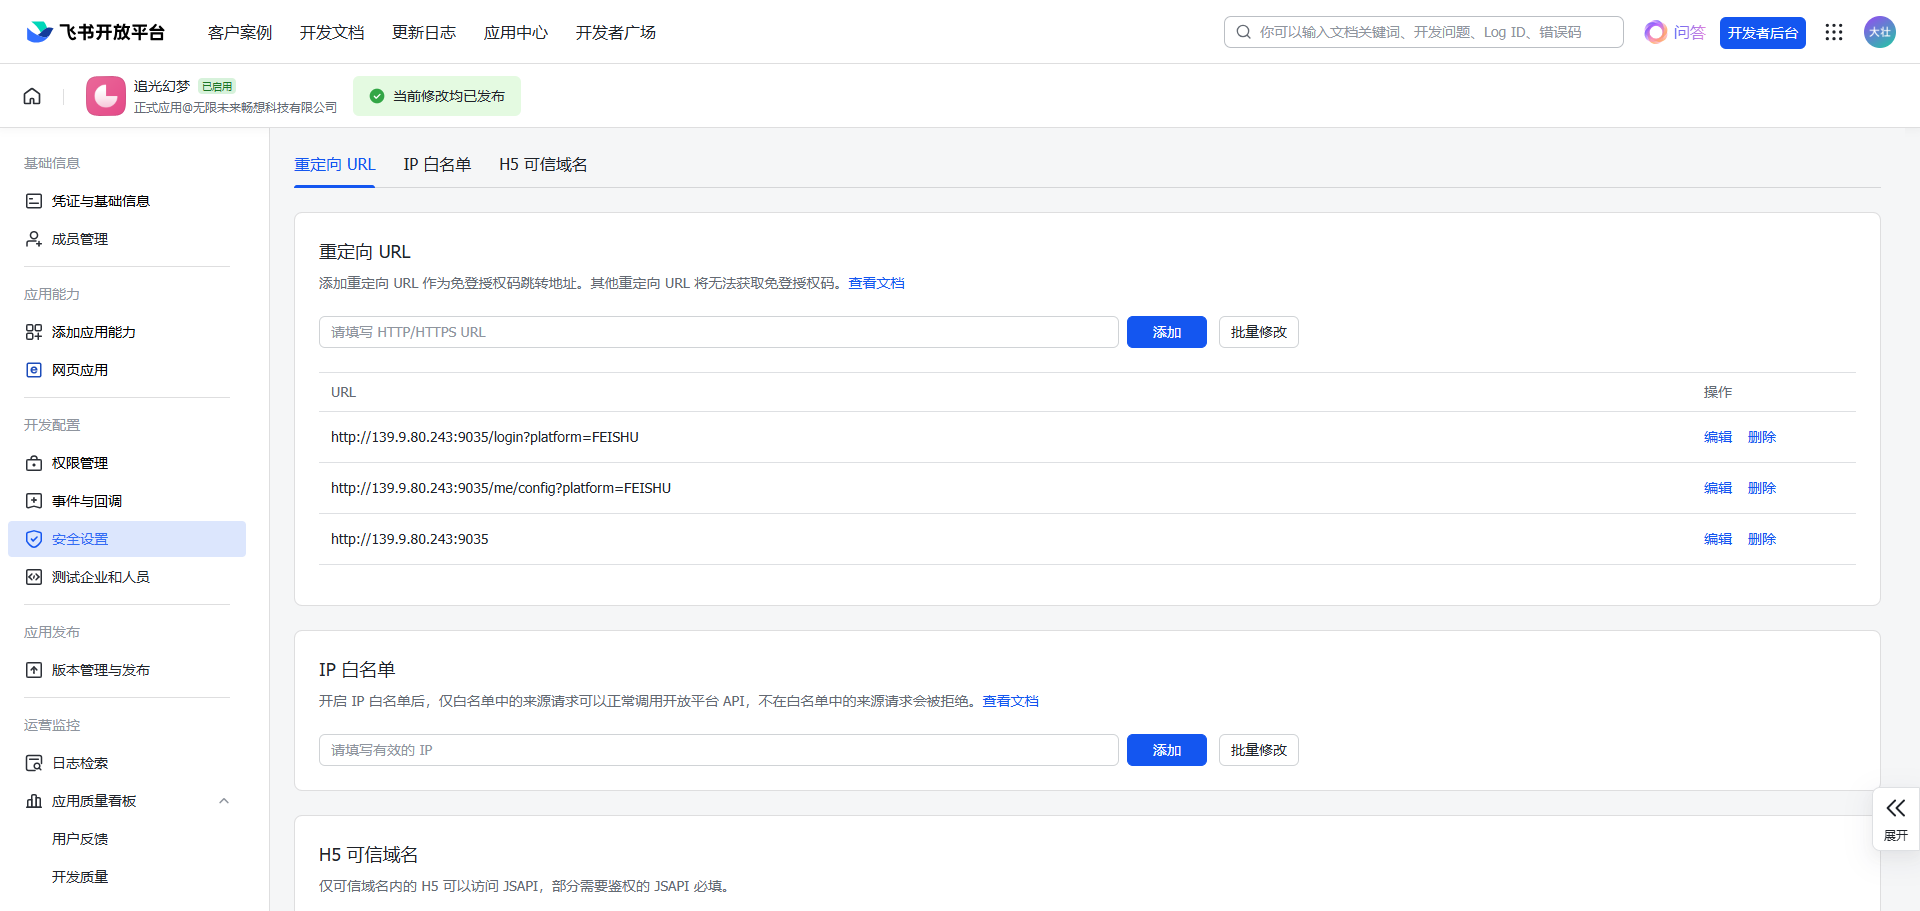 飞书开放平台
客户案例
开发文档
更新日志
应用中心
开发者广场
你可以输入文档关键词、开发问题、Log ID、错误码
问答
开发者后台
大壮
追光幻梦
已启用
正式应用@无限未来畅想科技有限公司
当前修改均已发布
基础信息
凭证与基础信息
成员管理
应用能力
添加应用能力
网页应用
开发配置
权限管理
事件与回调
安全设置
测试企业和人员
应用发布
版本管理与发布
运营监控
日志检索
应用质量看板
用户反馈
开发质量
重定向 URL
IP 白名单
H5 可信域名
重定向 URL
添加重定向 URL 作为免登授权码跳转地址。其他重定向 URL 将无法获取免登授权码。查看文档
请填写 HTTP/HTTPS URL
添加
批量修改
URL
操作
http://139.9.80.243:9035/login?platform=FEISHU
编辑
删除
http://139.9.80.243:9035/me/config?platform=FEISHU
编辑
删除
http://139.9.80.243:9035
编辑
删除
IP 白名单
开启 IP 白名单后，仅白名单中的来源请求可以正常调用开放平台 API，不在白名单中的来源请求会被拒绝。查看文档
请填写有效的 IP
添加
批量修改
H5 可信域名
仅可信域名内的 H5 可以访问 JSAPI，部分需要鉴权的 JSAPI 必填。
展开